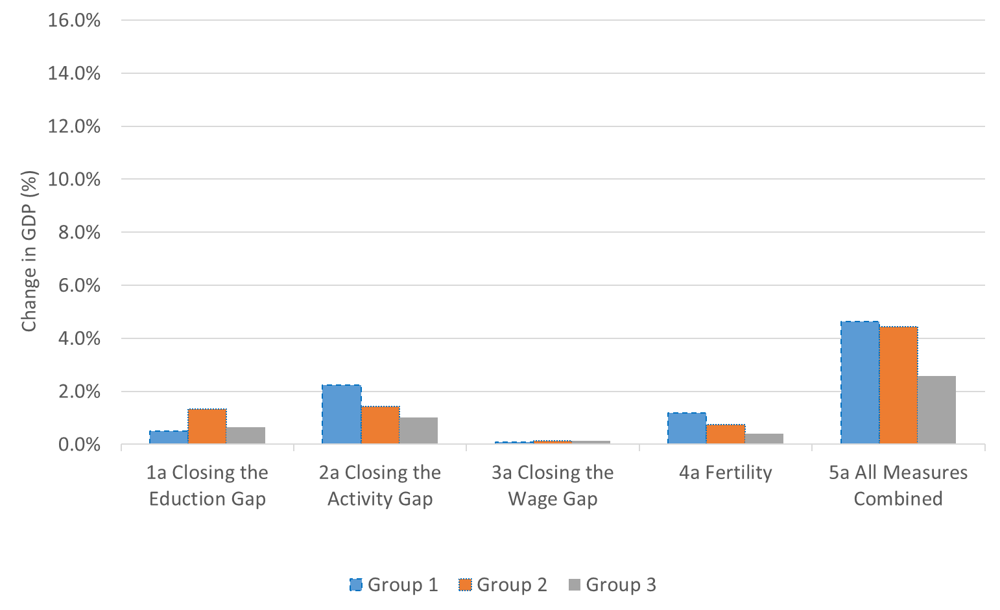 16.0%
14.0%
12.0%
10.0%
8.0%
6.0%
4.0%
2.0%
0.0%
Change in GDP (%)
1a Closing the
Eduction Gap
2a Closing the
Activity Gap
3a Closing the
Wage Gap
4a Fertility
5a All Measures
Combined
Group 1
Group 2
Group 3